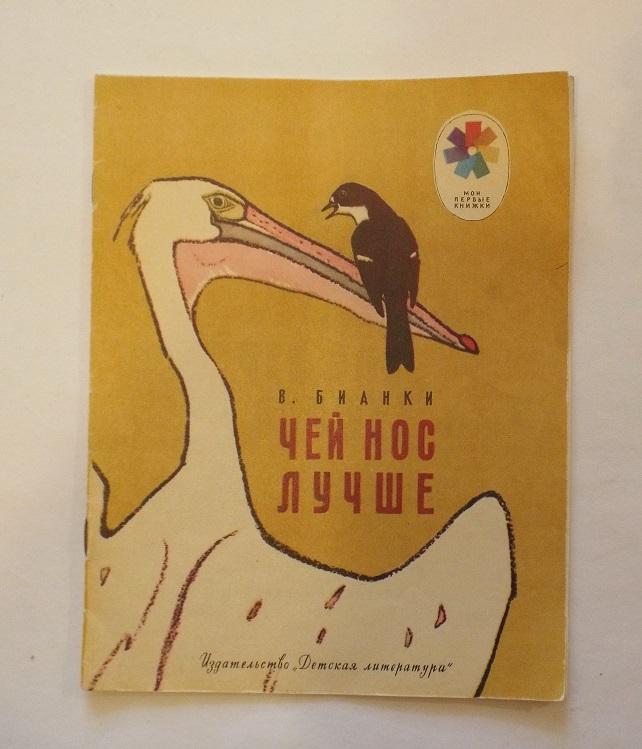 МОИ
ПЕРВЫЕ
КНИЖКИ
В. БИАНКИ
ЧЕЙ НОС
ЛУЧШЕ
Издательство „Детская литература“